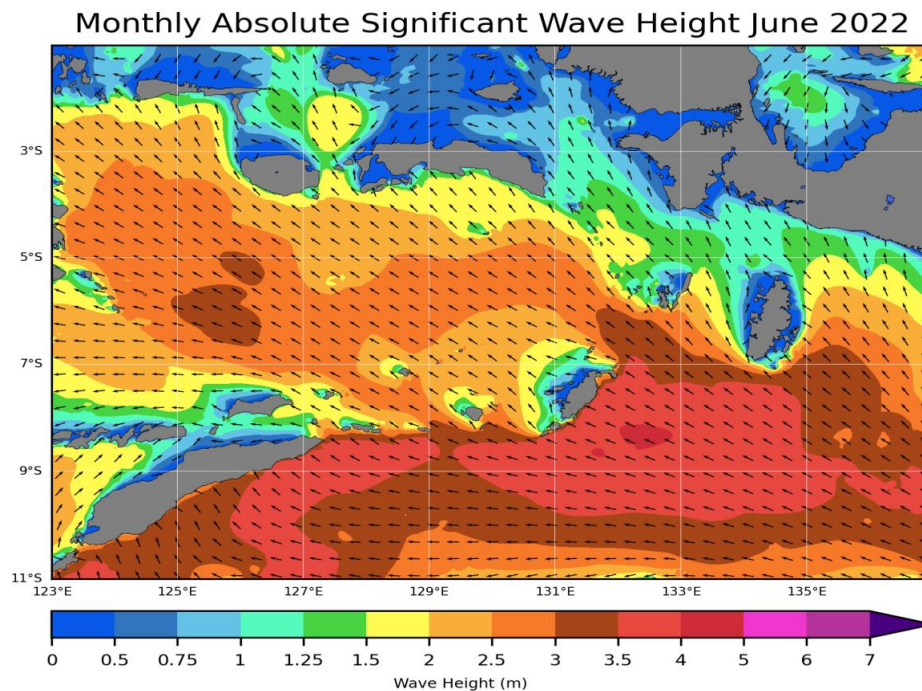 Monthly Absolute Significant Wave Height June 2022
3°S
5°S
7°S
9°S
11°S
123°E 125°E 127°E 129°E 131°E 133°E 135°E
0 0.5 0.75 1 1.25 1.5 2 2.5 3 3.5 4 5 6 7
Wave Height (m)